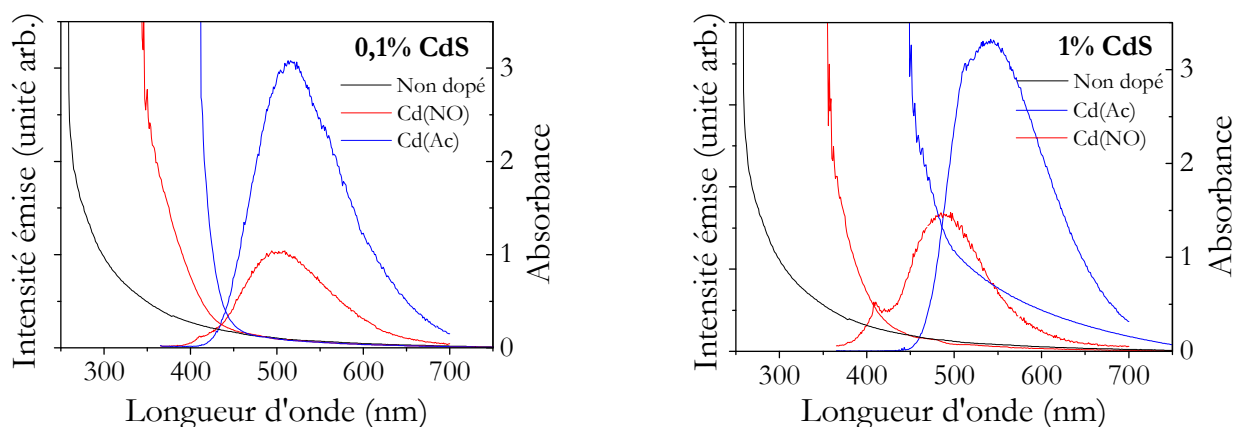 0,1% CdS
Non dopé
Cd(NO)
Cd(Ac)
Intensité émise (unité arb.)
3
2
1
0
Absorbance
300 400 500 600 700
Longueur d'onde (nm)
1% CdS
Non dopé
Cd(Ac)
Cd(NO)
Intensité émise (unité arb.)
3
2
1
0
Absorbance
300 400 500 600 700
Longueur d'onde (nm)